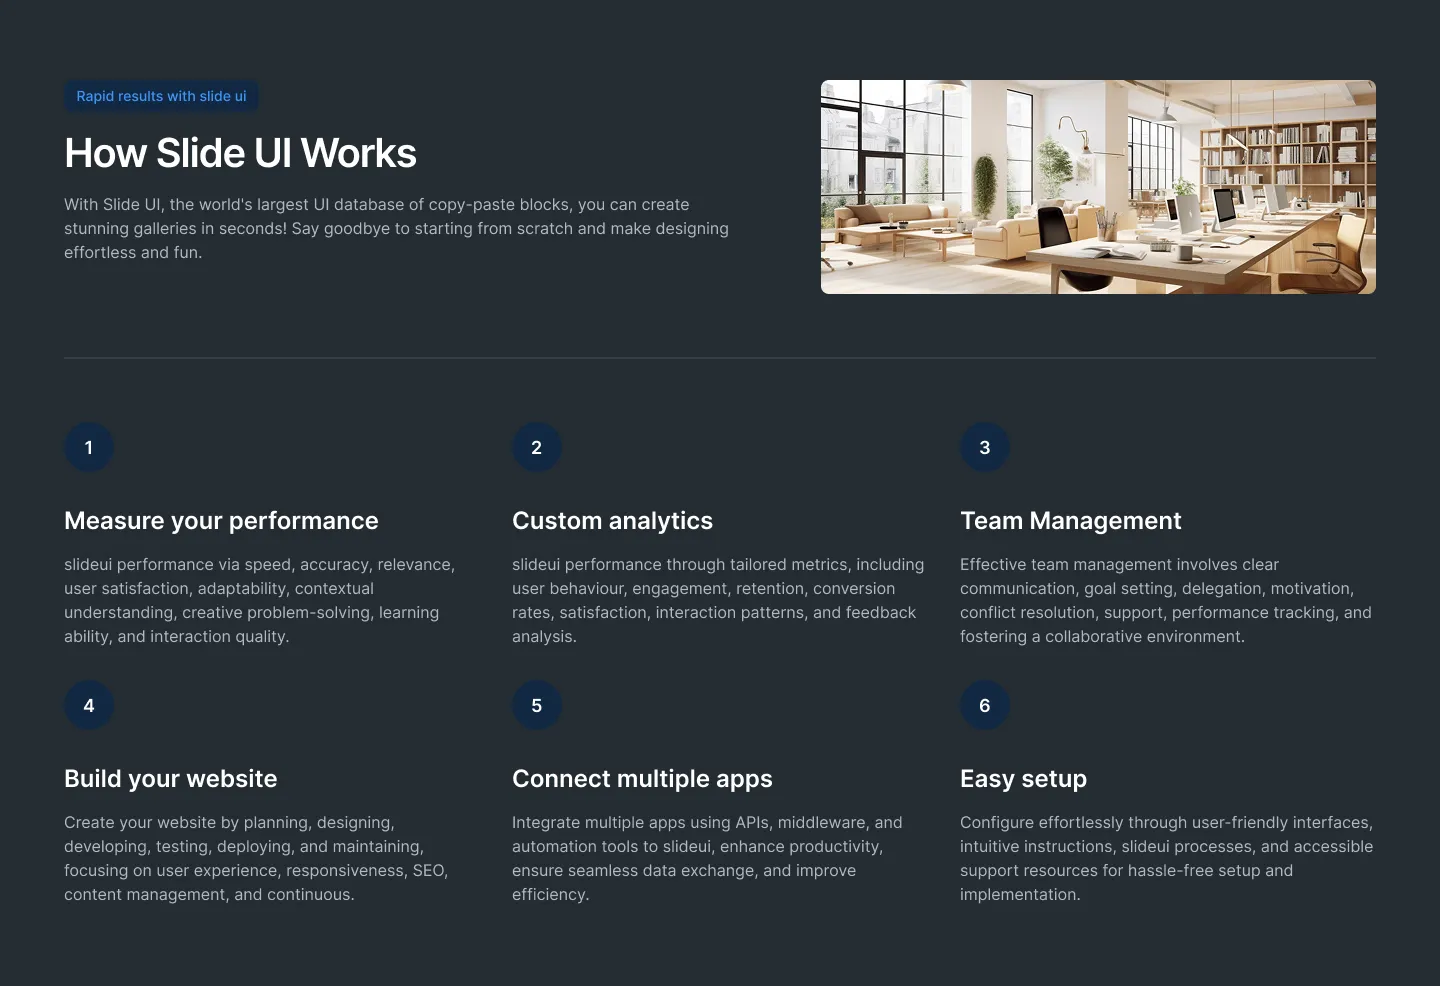 Rapid results with slide ui
How Slide UI Works
With Slide UI, the world's largest UI database of copy-paste blocks, you can create
stunning galleries in seconds! Say goodbye to starting from scratch and make designing
effortless and fun.
1
Measure your performance
slideui performance via speed, accuracy, relevance,
user satisfaction, adaptability, contextual
understanding, creative problem-solving, learning
ability, and interaction quality.
2
Custom analytics
slideui performance through tailored metrics, including
user behaviour, engagement, retention, conversion
rates, satisfaction, interaction patterns, and feedback
analysis.
3
Team Management
Effective team management involves clear
communication, goal setting, delegation, motivation,
conflict resolution, support, performance tracking, and
fostering a collaborative environment.
4
Build your website
Create your website by planning, designing,
developing, testing, deploying, and maintaining,
focusing on user experience, responsiveness, SEO,
content management, and continuous.
5
Connect multiple apps
Integrate multiple apps using APIs, middleware, and
automation tools to slideui, enhance productivity,
ensure seamless data exchange, and improve
efficiency.
6
Easy setup
Configure effortlessly through user-friendly interfaces,
intuitive instructions, slideui processes, and accessible
support resources for hassle-free setup and
implementation.